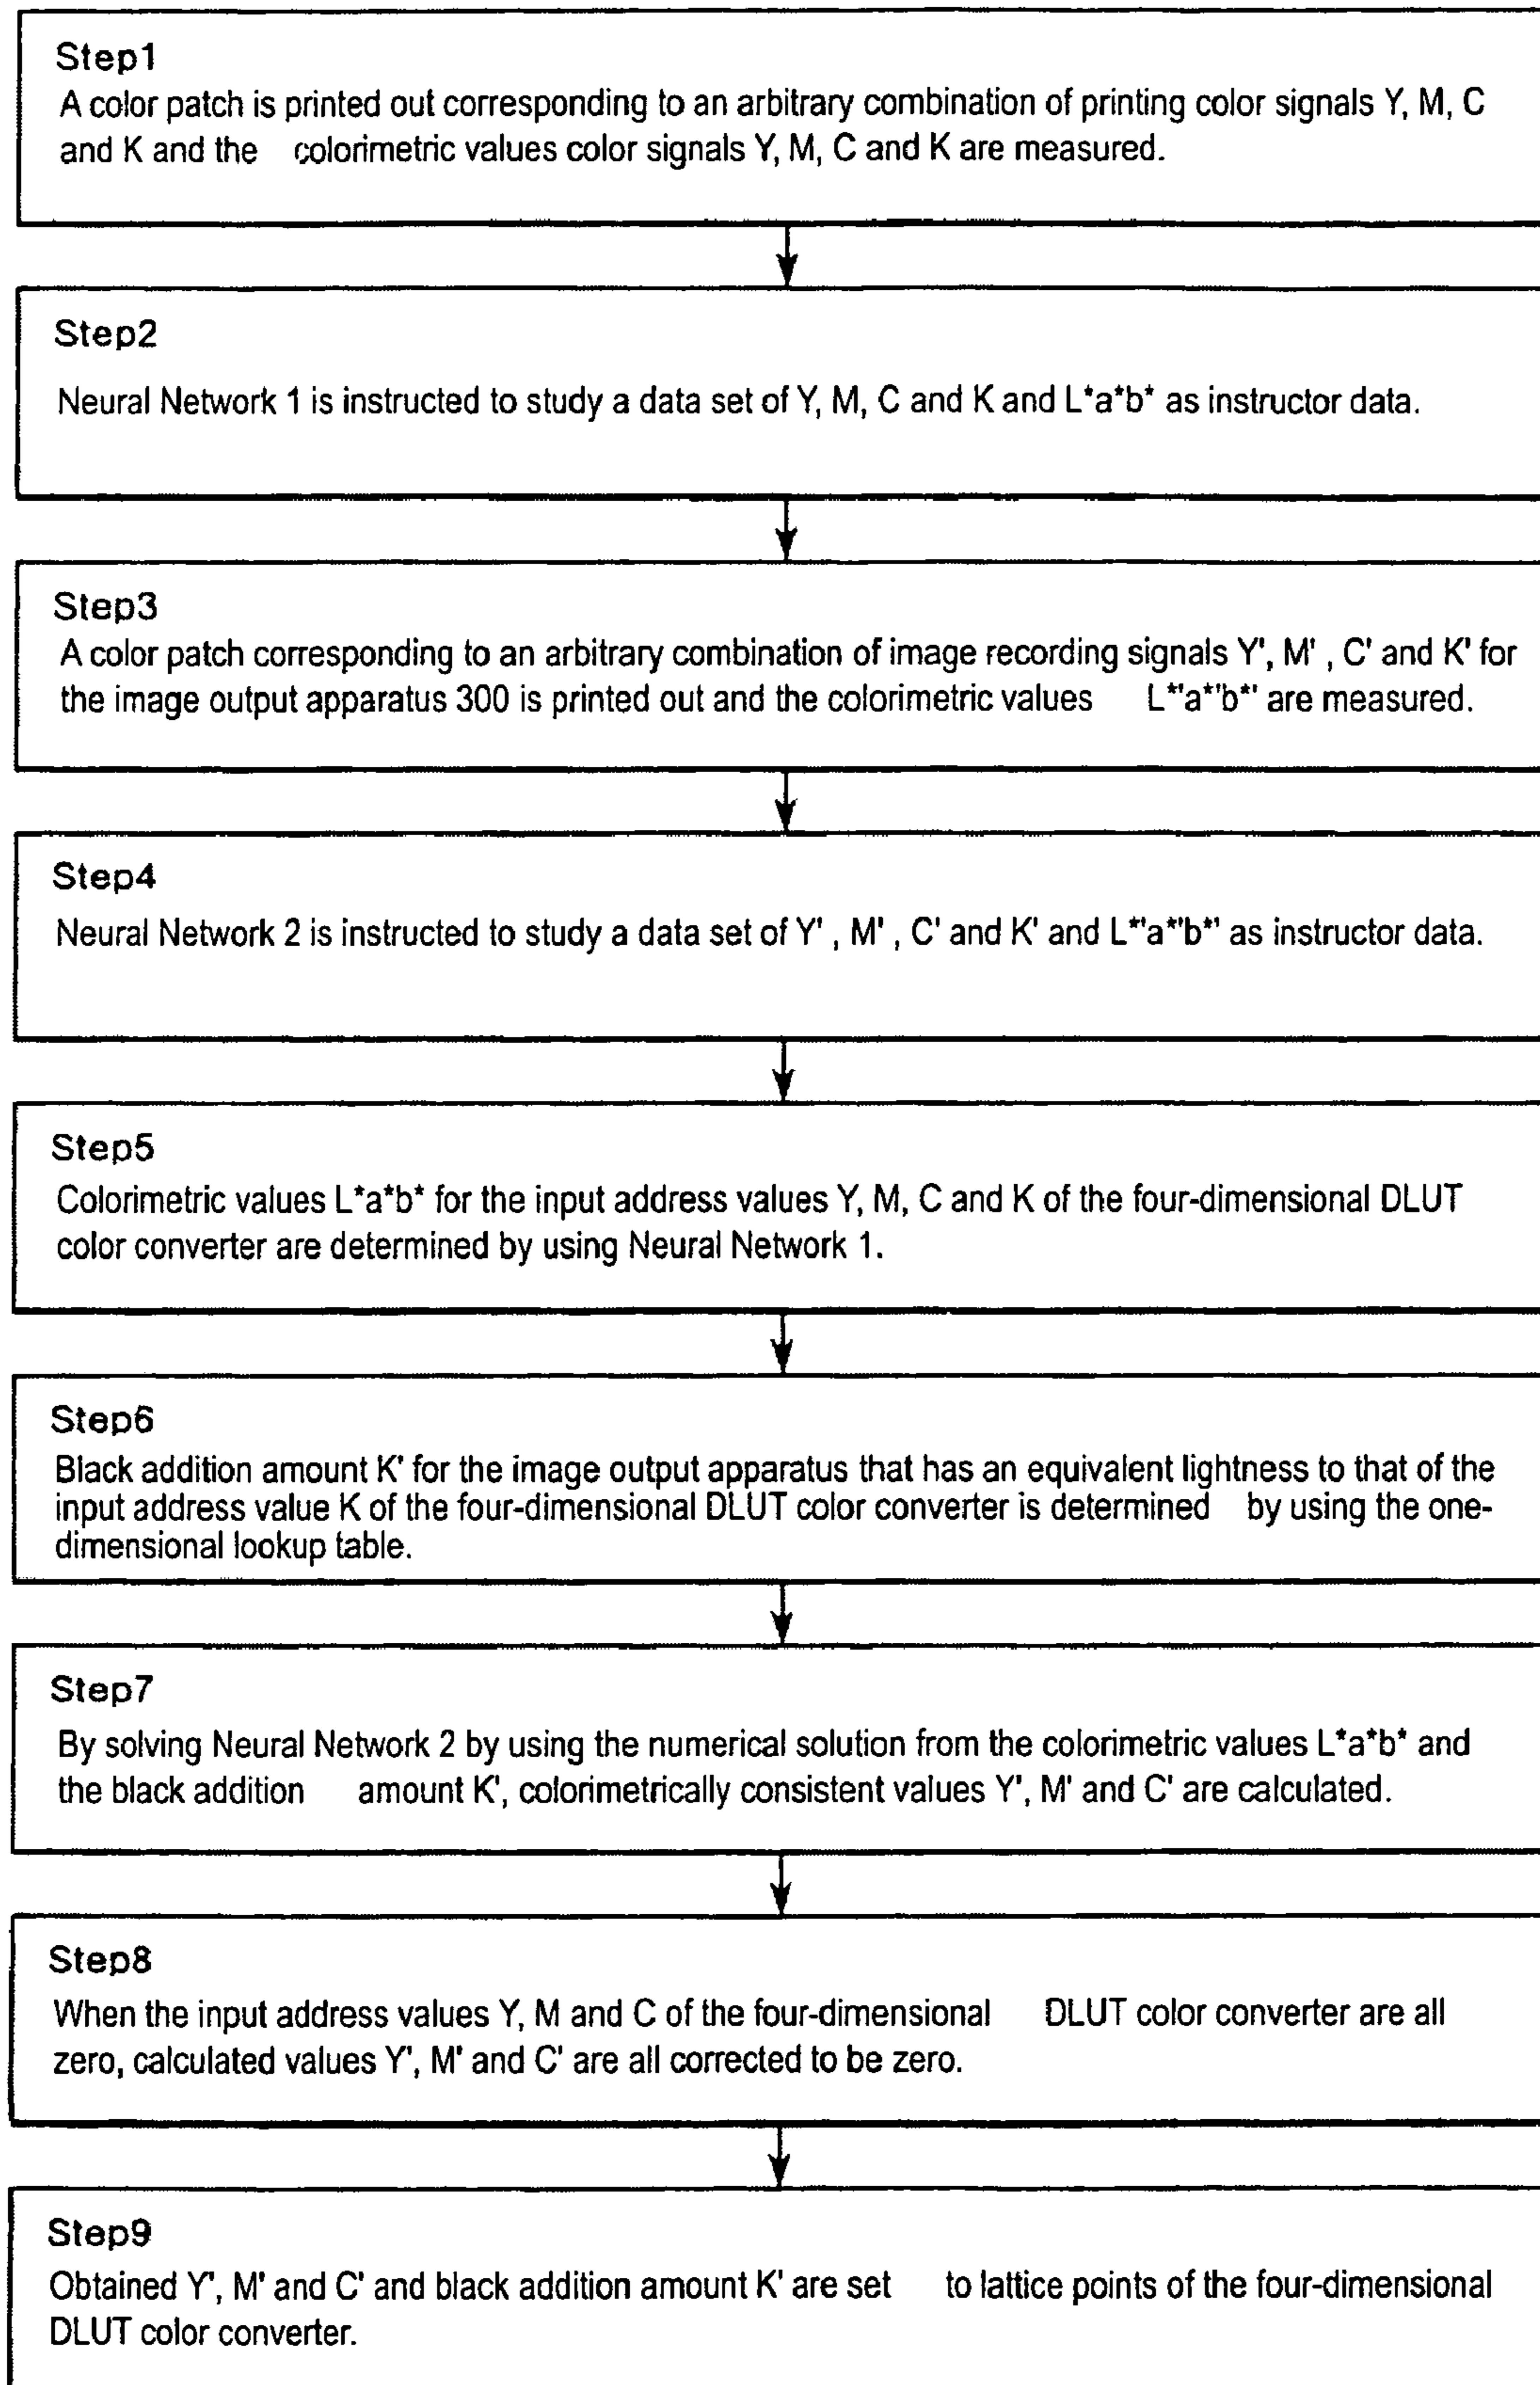 Step1
A color patch is printed out corresponding to an arbitrary combination of printing color signals Y, M, C
and K and the colorimetric values color signals Y, M, C and K are measured.
Step2
Neural Network 1 is instructed to study a data set of Y, M, C and K and L*a*b* as instructor data.
Step3
A color patch corresponding to an arbitrary combination of image recording signals Y', M' , C' and K' for
the image output apparatus 300 is printed out and the colorimetric values L*'a*'b*' are measured.
Step4
Neural Network 2 is instructed to study a data set of Y' , M' , C' and K' and L*'a*'b*' as instructor data.
Step5
Colorimetric values L*a*b* for the input address values Y, M, C and K of the four-dimensional DLUT
color converter are determined by using Neural Network 1.
Step6
Black addition amount K' for the image output apparatus that has an equivalent lightness to that of the
input address value K of the four-dimensional DLUT color converter is determined by using the one-
dimensional lookup table.
Step7
By solving Neural Network 2 by using the numerical solution from the colorimetric values L*a*b* and
the black addition amount K', colorimetrically consistent values Y', M' and C' are calculated.
Step8
When the input address values Y, M and C of the four-dimensional DLUT color converter are all
zero, calculated values Y', M' and C' are all corrected to be zero.
Step9
Obtained Y', M' and C' and black addition amount K' are set to lattice points of the four-dimensional
DLUT color converter.